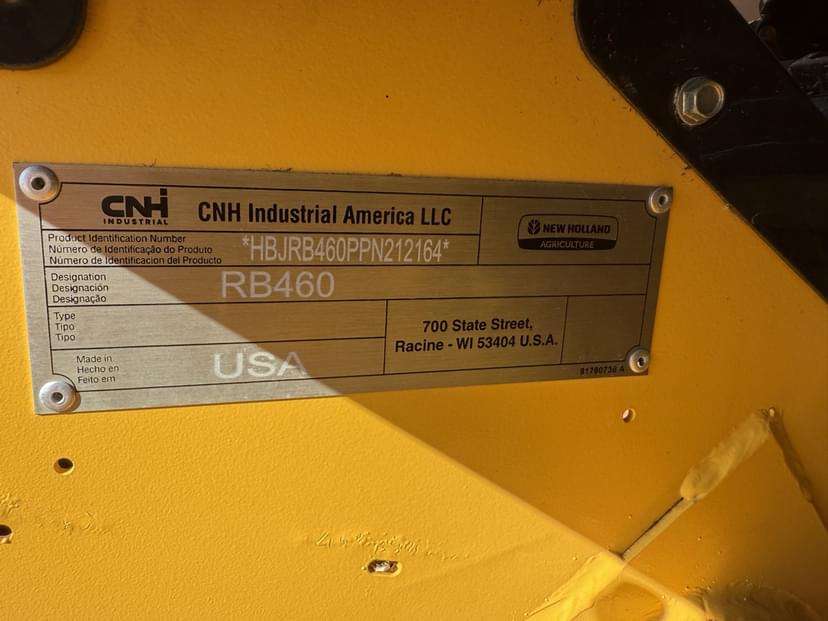 CNH
INDUSTRIAL
CNH Industrial America LLC
NEW HOLLAND
AGRICULTURE
Product Identification Number
Número de Identificação do Produto
Número de Identificacion del Producto
*HBJRB460PPN212164*
Designation
Designación
Designação
RB460
Type
Tipo
Tipo
700 State Street,
Racine - WI 53404 U.S.A.
Made in
Hecho en
Feito em
USA
91760736 A